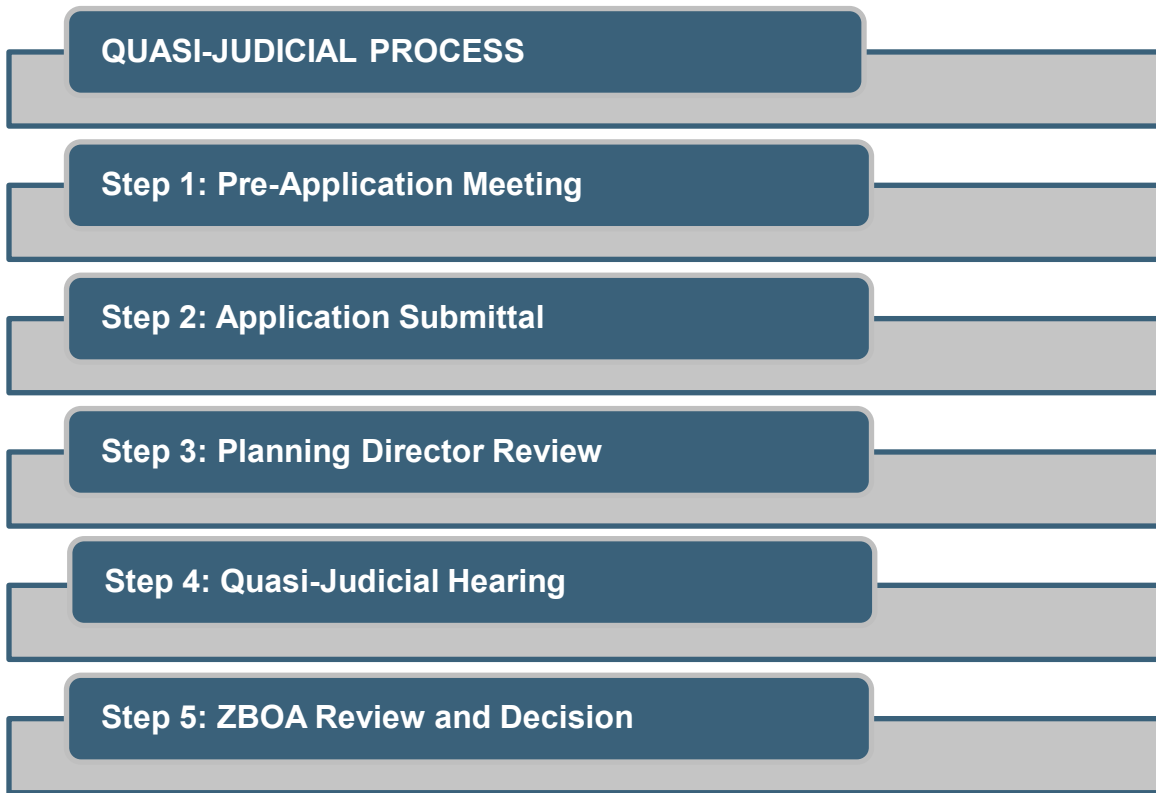 QUASI-JUDICIAL PROCESS
Step 1: Pre-Application Meeting
Step 2: Application Submittal
Step 3: Planning Director Review
Step 4: Quasi-Judicial Hearing
Step 5: ZBOA Review and Decision